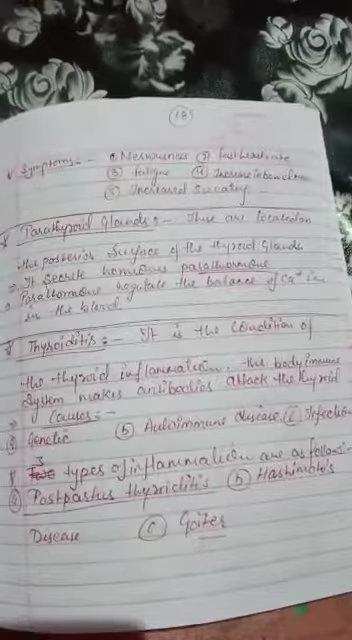 (18)
Symptoms:- ① Nervousness ② fast heart rate
③ fatigue ④ Increase in
⑤ Increased Sweating
Parathyroid Glands:- These are located on
the posterior Surface of the thyroid Glands
→ It Secrete hormones parathormone
→ Parathormone regulate the balance of Ca⁺ in
in the blood
Thyroiditis:- It is the Condition of
the thyroid inflammation. the body immune
System makes antibodies attack the thyroid
→ Causes:-
ⓐ Genetic ⓑ Autoimmune disease ⓒ Infection
3 types of inflammation are as follows:-
ⓐ Postpartus thyroiditis ⓑ Hashimoto's
Disease ⓒ Goiter